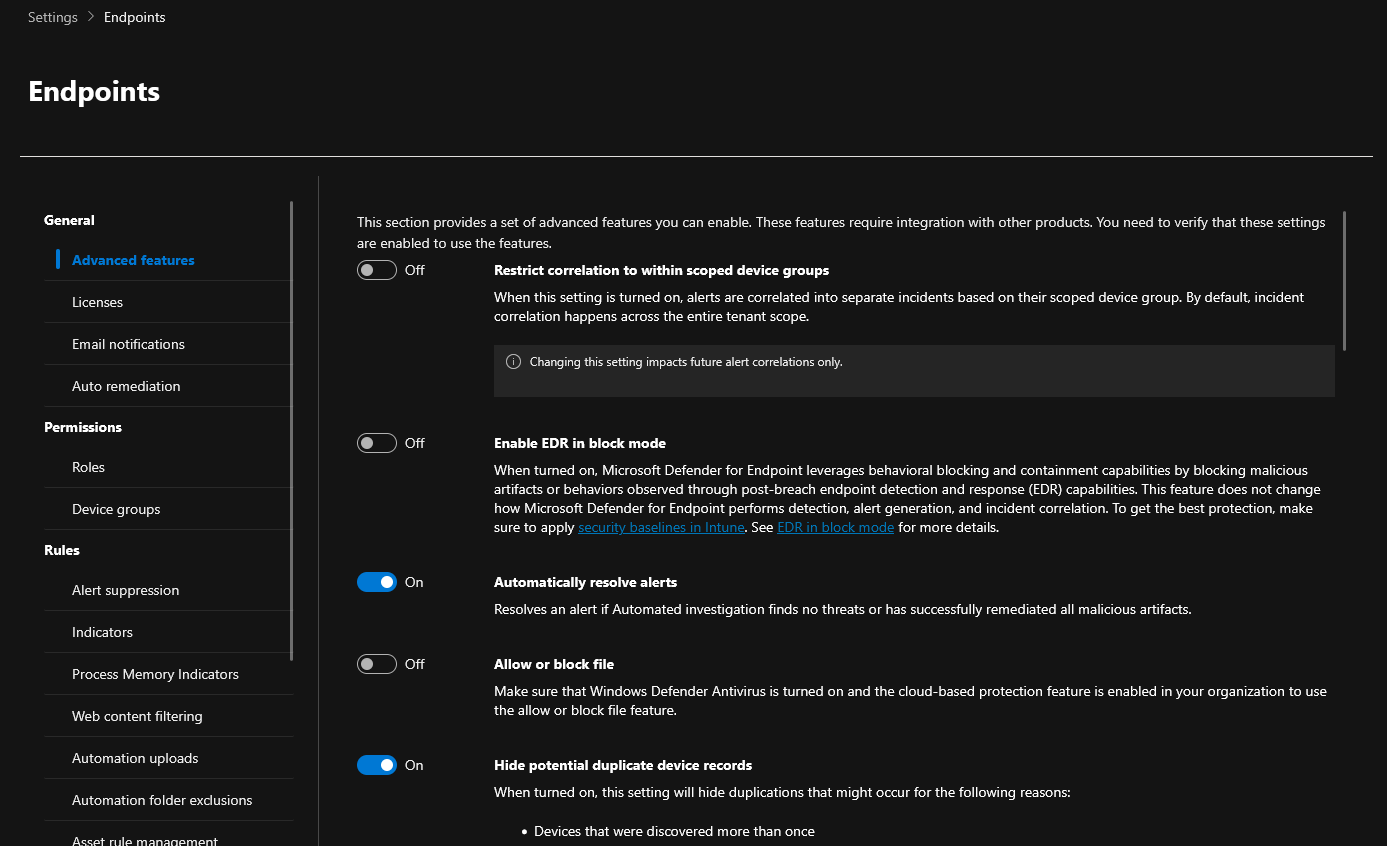 Settings > Endpoints
Endpoints
General
Advanced features
Licenses
Email notifications
Auto remediation
Permissions
Roles
Device groups
Rules
Alert suppression
Indicators
Process Memory Indicators
Web content filtering
Automation uploads
Automation folder exclusions
Asset rule management
This section provides a set of advanced features you can enable. These features require integration with other products. You need to verify that these settings
are enabled to use the features.
Off
Restrict correlation to within scoped device groups
When this setting is turned on, alerts are correlated into separate incidents based on their scoped device group. By default, incident
correlation happens across the entire tenant scope.
Changing this setting impacts future alert correlations only.
Off
Enable EDR in block mode
When turned on, Microsoft Defender for Endpoint leverages behavioral blocking and containment capabilities by blocking malicious
artifacts or behaviors observed through post-breach endpoint detection and response (EDR) capabilities. This feature does not change
how Microsoft Defender for Endpoint performs detection, alert generation, and incident correlation. To get the best protection, make
sure to apply security baselines in Intune. See EDR in block mode for more details.
On
Automatically resolve alerts
Resolves an alert if Automated investigation finds no threats or has successfully remediated all malicious artifacts.
Off
Allow or block file
Make sure that Windows Defender Antivirus is turned on and the cloud-based protection feature is enabled in your organization to use
the allow or block file feature.
On
Hide potential duplicate device records
When turned on, this setting will hide duplications that might occur for the following reasons:
• Devices that were discovered more than once